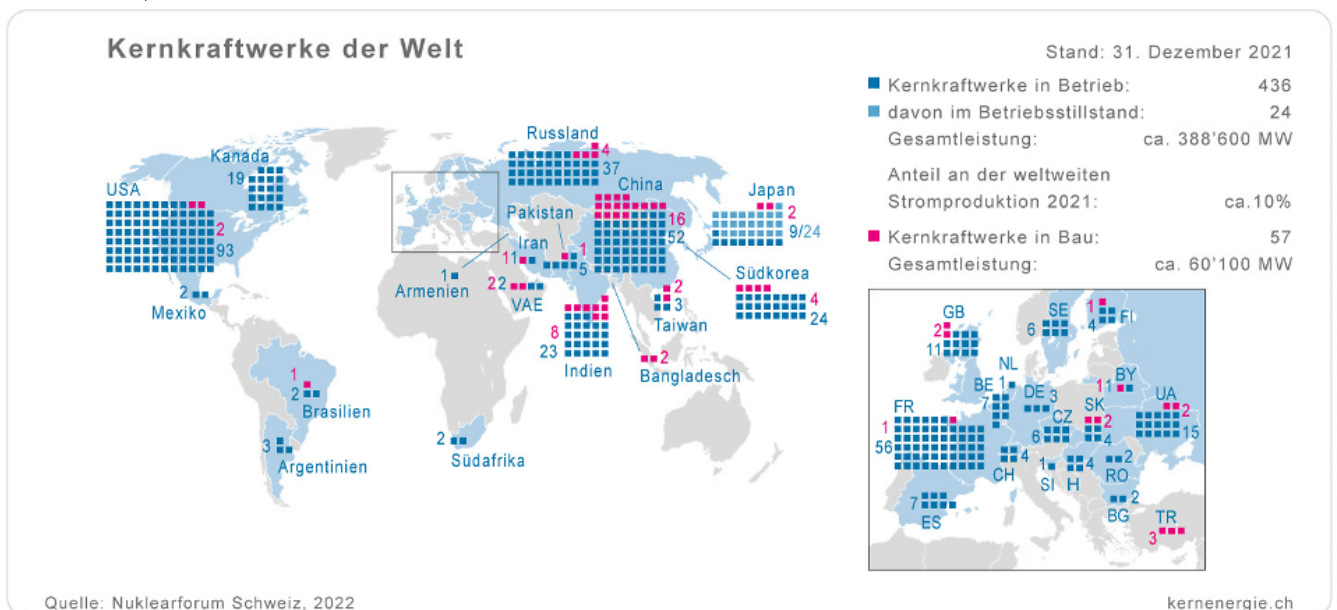 Kernkraftwerke der Welt
Stand: 31. Dezember 2021
Kernkraftwerke in Betrieb: 436
davon im Betriebsstillstand: 24
Gesamtleistung: ca. 388'600 MW
Anteil an der weltweiten
Stromproduktion 2021: ca.10%
Kernkraftwerke in Bau: 57
Gesamtleistung: ca. 60'100 MW
Russland
4
37
Kanada
19
USA
2
93
China
16
52
Japan
2
9/24
Pakistan
1
5
Iran
1 1
Armenien
1
VAE
2 2
Südkorea
4
24
Taiwan
2
3
Mexiko
2
Indien
8
23
Bangladesch
2
Brasilien
1
2
Argentinien
3
Südafrika
2
GB
2
11
SE
6
FI
1
4
NL
1
BE
7
DE
3
BY
1 1
FR
1
56
CZ
6
SK
2
4
UA
2
15
CH
4
SI
1
H
4
RO
2
ES
7
BG
2
TR
3
Quelle: Nuklearforum Schweiz, 2022
kernenergie.ch